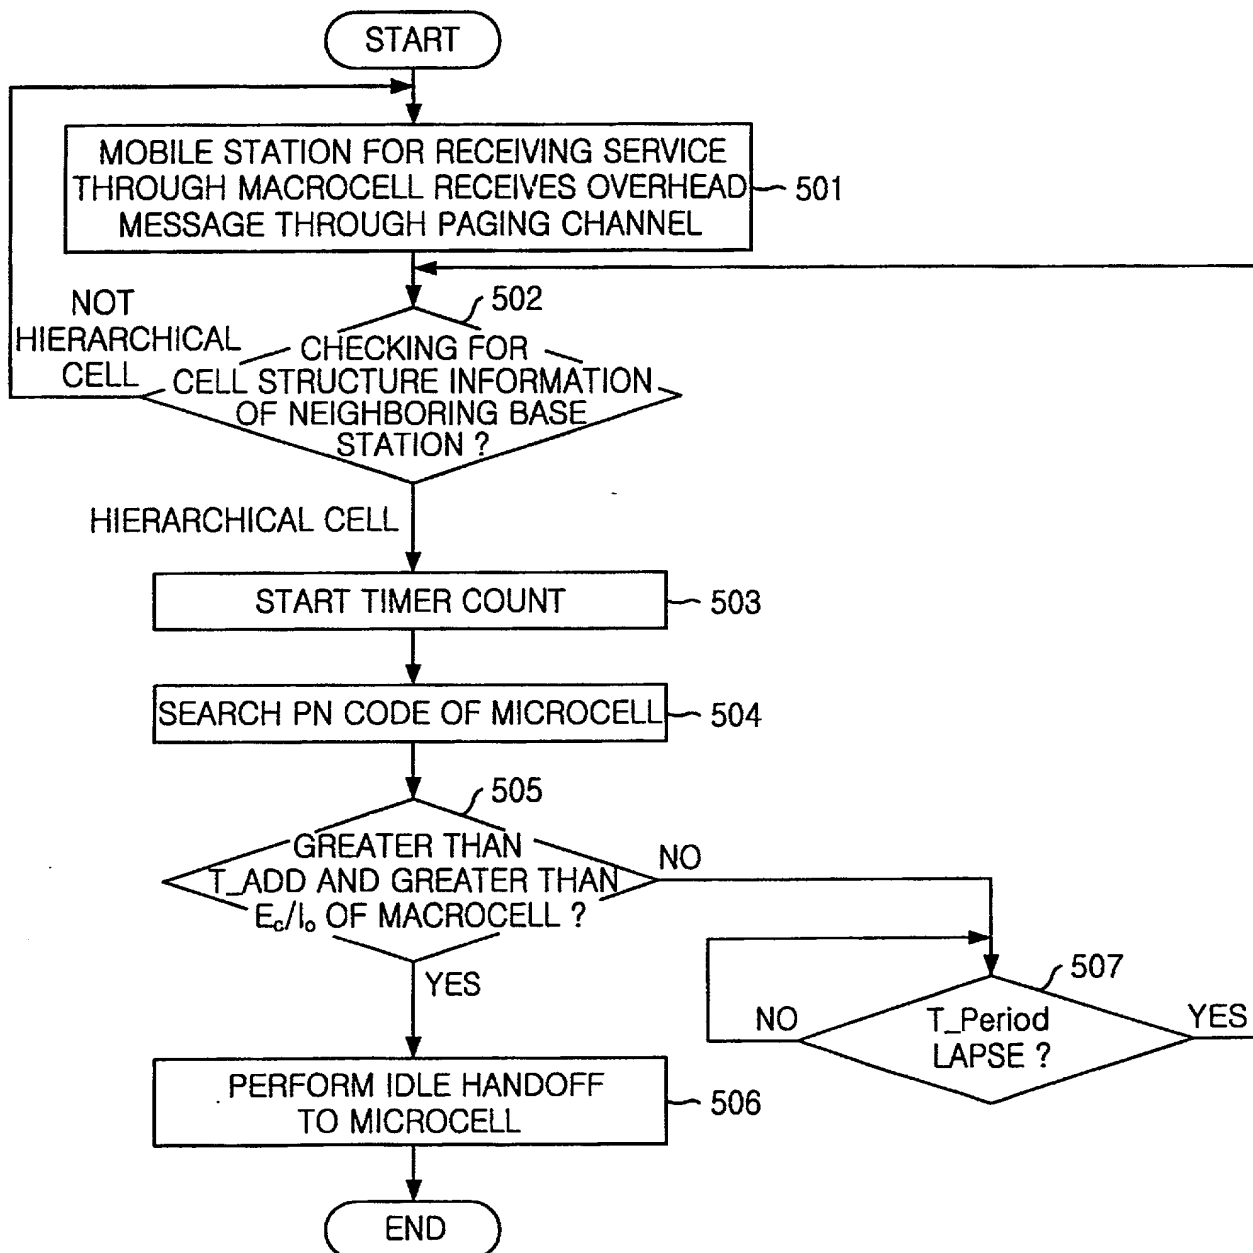 START
MOBILE STATION FOR RECEIVING SERVICE
THROUGH MACROCELL RECEIVES OVERHEAD
MESSAGE THROUGH PAGING CHANNEL
501
NOT
HIERARCHICAL
CELL
502
CHECKING FOR
CELL STRUCTURE INFORMATION
OF NEIGHBORING BASE
STATION ?
HIERARCHICAL CELL
START TIMER COUNT
503
SEARCH PN CODE OF MICROCELL
504
505
GREATER THAN
T_ADD AND GREATER THAN
Ec/Io OF MACROCELL ?
NO
YES
507
T_Period
LAPSE ?
NO
YES
PERFORM IDLE HANDOFF
TO MICROCELL
506
END